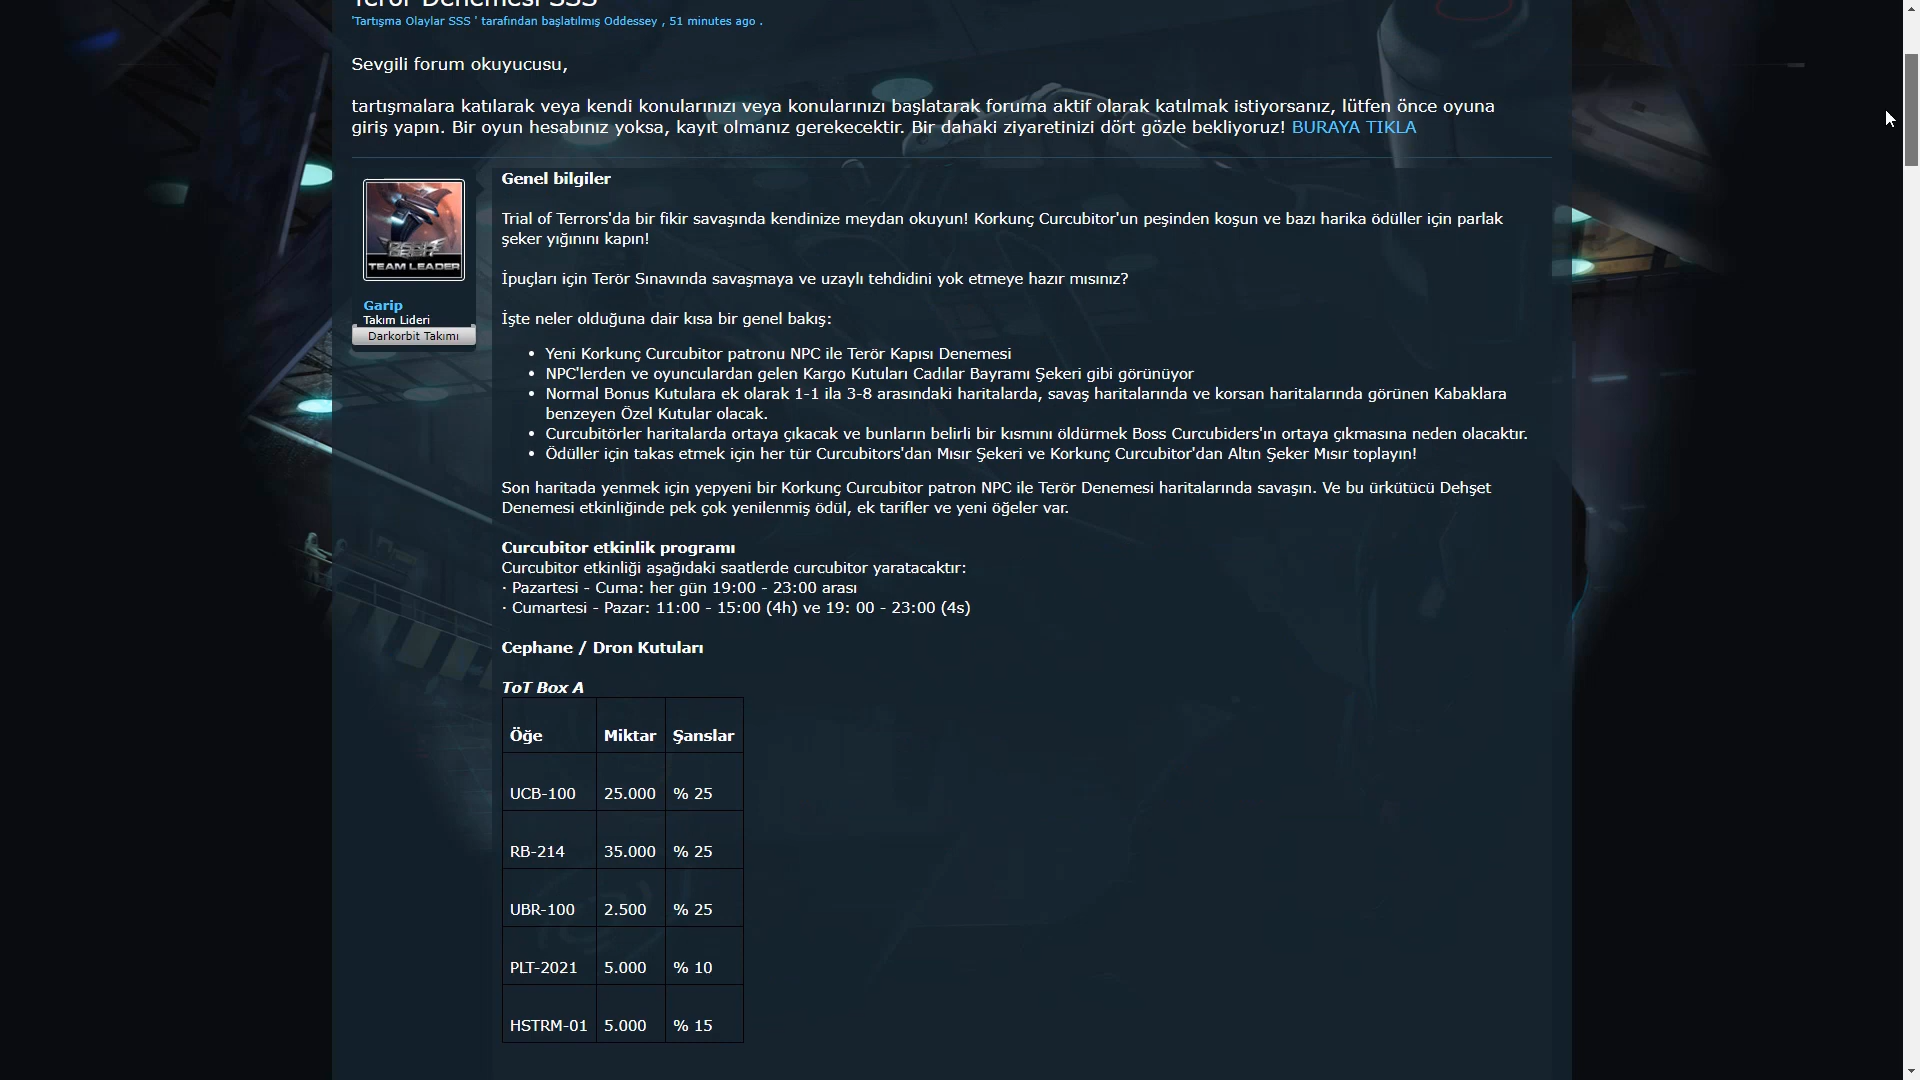 Terör Denemesi SSS
'Tartışma Olaylar SSS ' tarafından başlatılmış Oddessey , 51 minutes ago .
Sevgili forum okuyucusu,
tartışmalara katılarak veya kendi konularınızı veya konularınızı başlatarak foruma aktif olarak katılmak istiyorsanız, lütfen önce oyuna
giriş yapın. Bir oyun hesabınız yoksa, kayıt olmanız gerekecektir. Bir dahaki ziyaretinizi dört gözle bekliyoruz! BURAYA TIKLA
TEAM LEADER
Garip
Takım Lideri
Darkorbit Takımı
Genel bilgiler
Trial of Terrors'da bir fikir savaşında kendinize meydan okuyun! Korkunç Curcubitor'un peşinden koşun ve bazı harika ödüller için parlak
şeker yığınını kapın!
İpuçları için Terör Sınavında savaşmaya ve uzaylı tehdidini yok etmeye hazır mısınız?
İşte neler olduğuna dair kısa bir genel bakış:
• Yeni Korkunç Curcubitor patronu NPC ile Terör Kapısı Denemesi
• NPC'lerden ve oyunculardan gelen Kargo Kutuları Cadılar Bayramı Şekeri gibi görünüyor
• Normal Bonus Kutulara ek olarak 1-1 ila 3-8 arasındaki haritalarda, savaş haritalarında ve korsan haritalarında görünen Kabaklara
benzeyen Özel Kutular olacak.
• Curcubitörler haritalarda ortaya çıkacak ve bunların belirli bir kısmını öldürmek Boss Curcubiders'ın ortaya çıkmasına neden olacaktır.
• Ödüller için takas etmek için her tür Curcubitors'dan Mısır Şekeri ve Korkunç Curcubitor'dan Altın Şeker Mısır toplayın!
Son haritada yenmek için yepyeni bir Korkunç Curcubitor patron NPC ile Terör Denemesi haritalarında savaşın. Ve bu ürkütücü Dehşet
Denemesi etkinliğinde pek çok yenilenmiş ödül, ek tarifler ve yeni öğeler var.
Curcubitor etkinlik programı
Curcubitor etkinliği aşağıdaki saatlerde curcubitor yaratacaktır:
· Pazartesi - Cuma: her gün 19:00 - 23:00 arası
· Cumartesi - Pazar: 11:00 - 15:00 (4h) ve 19: 00 - 23:00 (4s)
Cephane / Dron Kutuları
ToT Box A
Öğe Miktar Şanslar
UCB-100 25.000 % 25
RB-214 35.000 % 25
UBR-100 2.500 % 25
PLT-2021 5.000 % 10
HSTRM-01 5.000 % 15